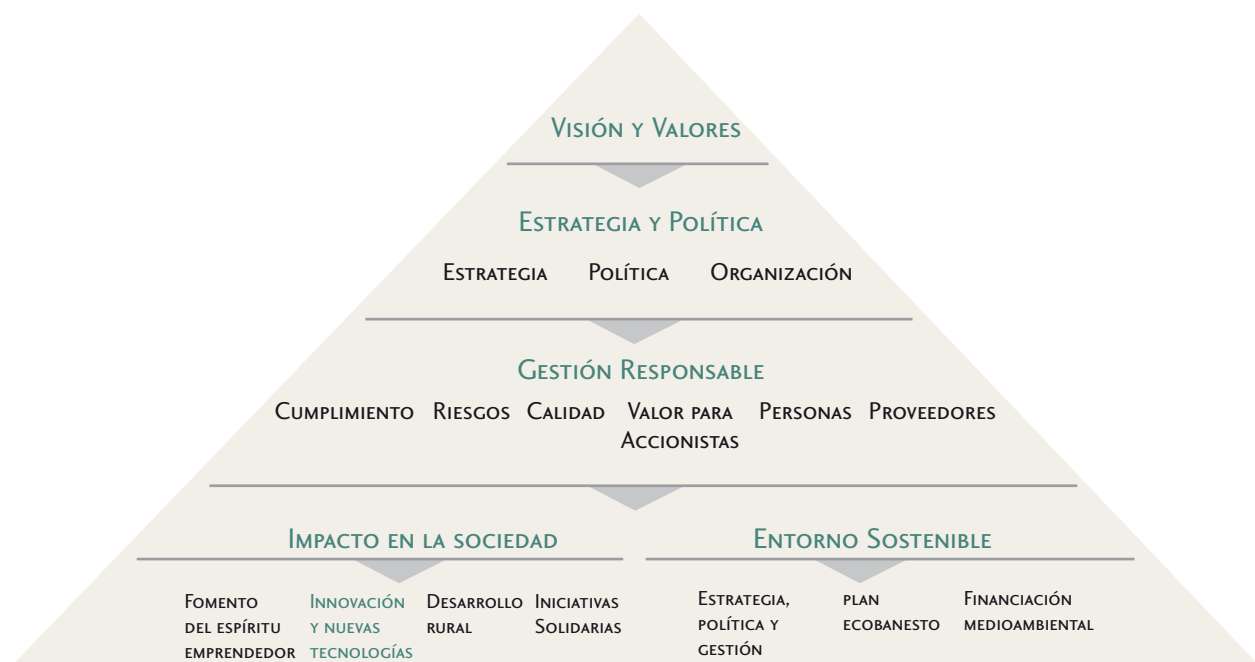 Visión y Valores
Estrategia y Política
Estrategia Política Organización
Gestión Responsable
Cumplimiento Riesgos Calidad Valor para Accionistas Personas Proveedores
Impacto en la sociedad
Fomento
del espíritu
emprendedor
Innovación
y nuevas
tecnologías
Desarrollo
rural
Iniciativas
Solidarias
Entorno Sostenible
Estrategia,
política y
gestión
plan
ecobanesto
Financiación
medioambiental